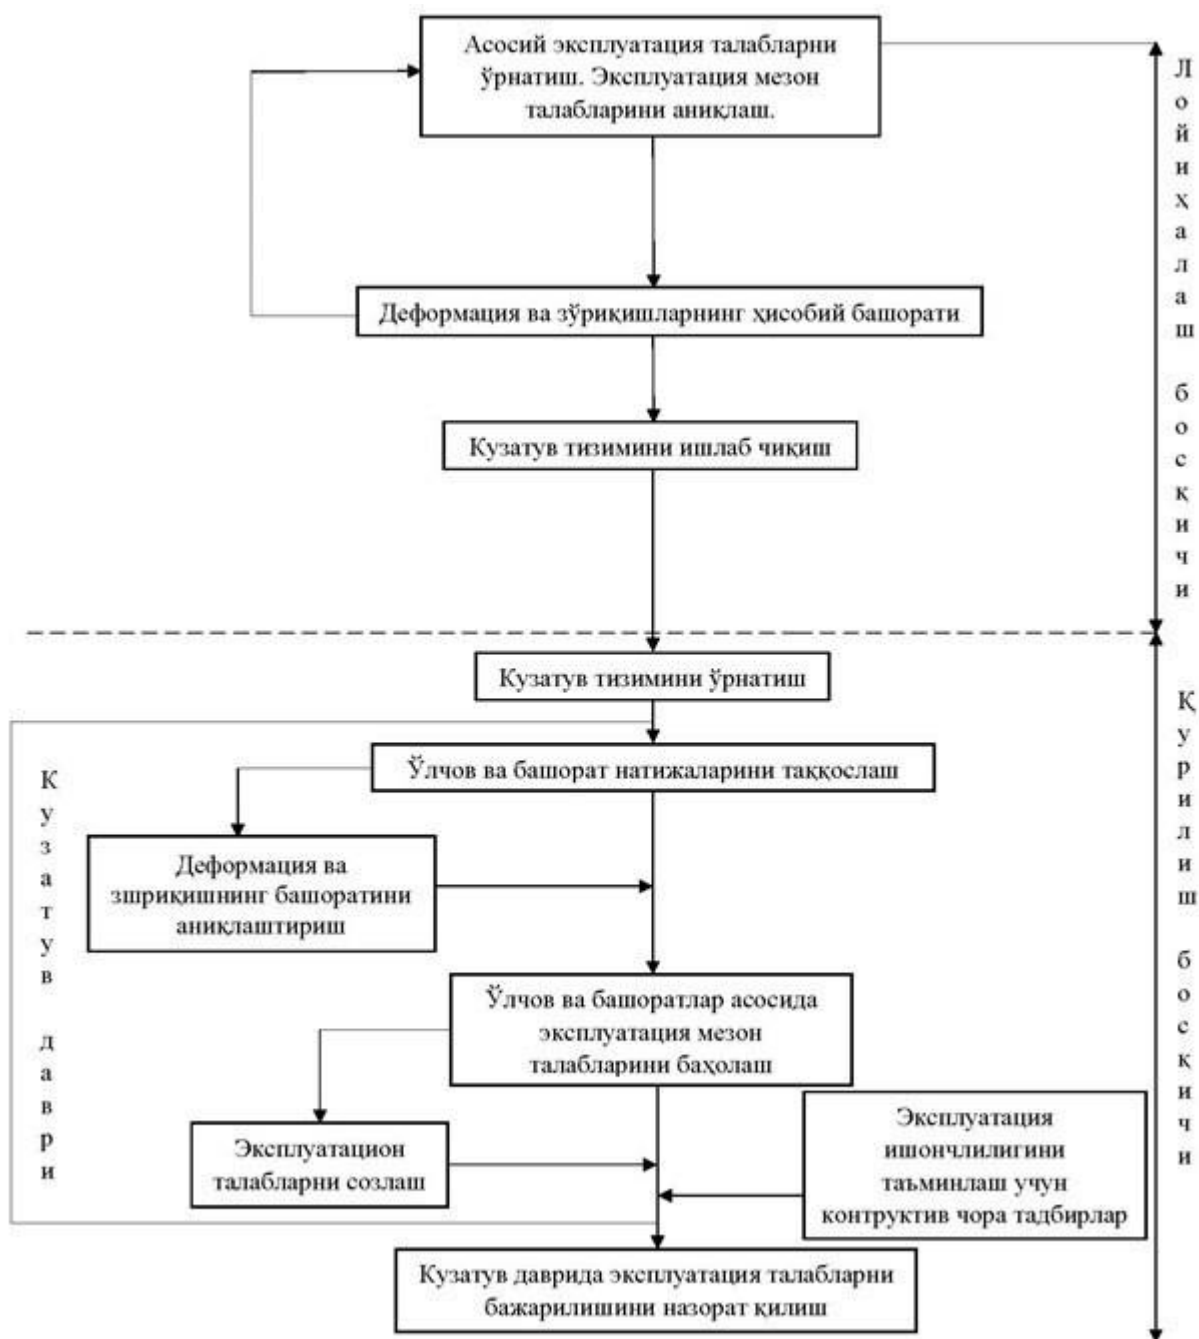 Асосий эксплуатация талабларни
ўрнатиш. Эксплуатация мезон
талабларини аниқлаш.
Деформация ва зўриқишларнинг ҳисобий башорати
Кузатув тизимини ишлаб чиқиш
Лойиҳалаш босқичи
Кузатув тизимини ўрнатиш
Ўлчов ва башорат натижаларини таққослаш
Деформация ва
зшриқишнинг башоратини
аниқлаштириш
Ўлчов ва башоратлар асосида
эксплуатация мезон
талабларини баҳолаш
Эксплуатацион
талабларни созлаш
Эксплуатация
ишончлилигини
таъминлаш учун
контруктив чора тадбирлар
Кузатув даврида эксплуатация талабларни
бажарилишини назорат қилиш
Кузатув даври
Қурилиш босқичи